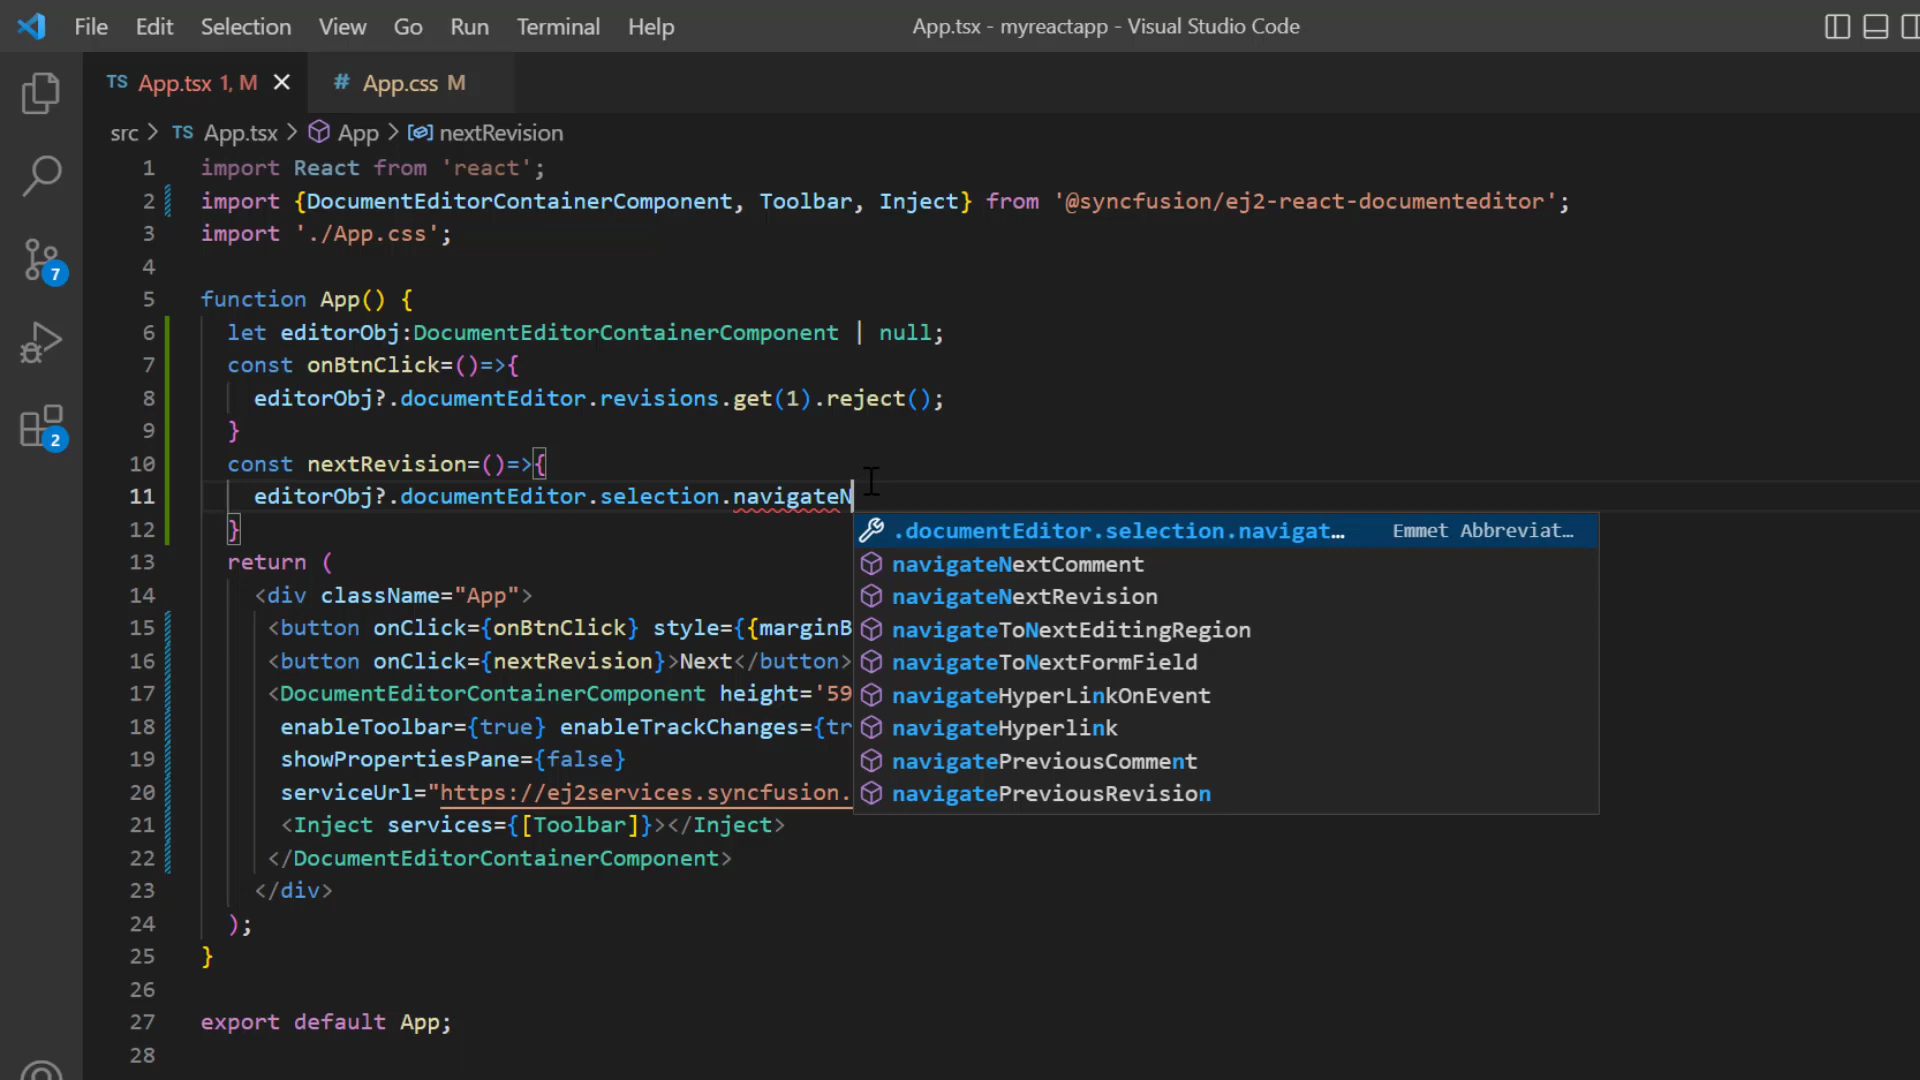 File Edit Selection View Go Run Terminal Help App.tsx - myreactapp - Visual Studio Code
TS App.tsx 1, M # App.css M
src > TS App.tsx > App > nextRevision
1 import React from 'react';
2 import {DocumentEditorContainerComponent, Toolbar, Inject} from '@syncfusion/ej2-react-documenteditor';
3 import './App.css';
4
5 function App() {
6 let editorObj:DocumentEditorContainerComponent | null;
7 const onBtnClick=()=>{
8 editorObj?.documentEditor.revisions.get(1).reject();
9 }
10 const nextRevision=()=>{
11 editorObj?.documentEditor.selection.navigateN
12 }
.documentEditor.selection.navigat… Emmet Abbreviat…
navigateNextComment
navigateNextRevision
navigateToNextEditingRegion
navigateToNextFormField
navigateHyperLinkOnEvent
navigateHyperlink
navigatePreviousComment
navigatePreviousRevision
13 return (
14 <div className="App">
15 <button onClick={onBtnClick} style={{marginB
16 <button onClick={nextRevision}>Next</button>
17 <DocumentEditorContainerComponent height='59
18 enableToolbar={true} enableTrackChanges={tr
19 showPropertiesPane={false}
20 serviceUrl="https://ej2services.syncfusion.
21 <Inject services={[Toolbar]}></Inject>
22 </DocumentEditorContainerComponent>
23 </div>
24 );
25 }
26
27 export default App;
28
7
2